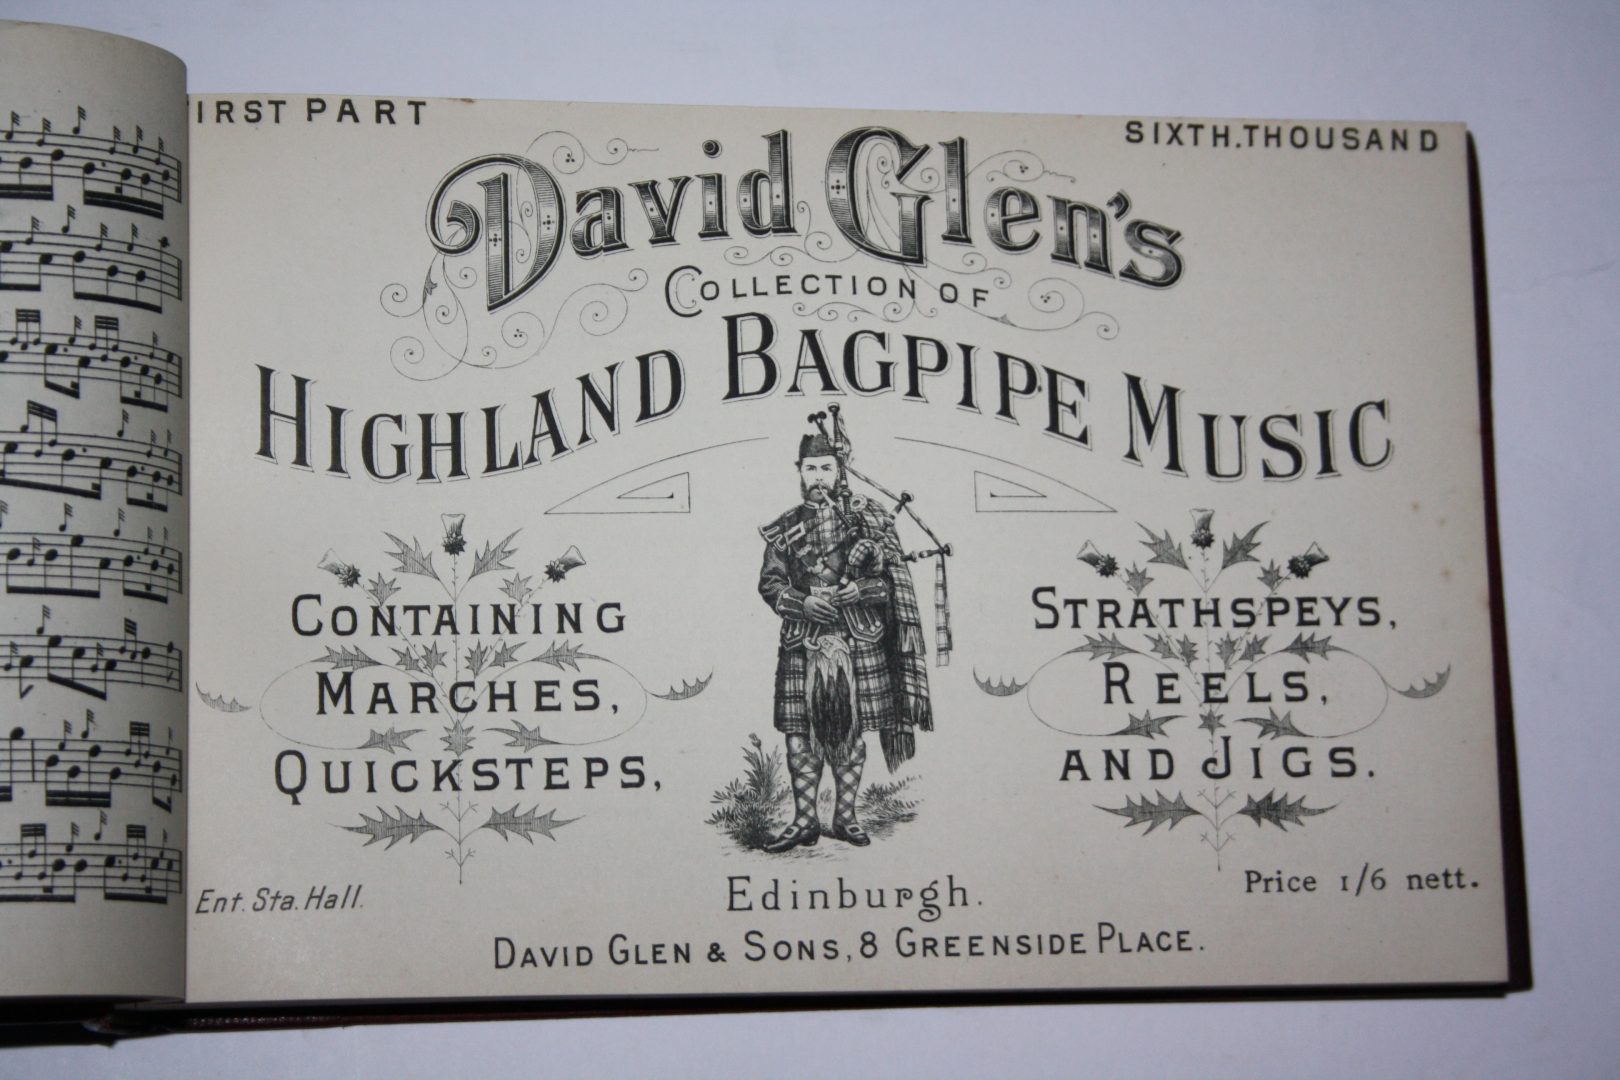 FIRST PART
SIXTH.THOUSAND
David Glen's
COLLECTION OF
HIGHLAND BAGPIPE MUSIC
CONTAINING
MARCHES,
QUICKSTEPS,
STRATHSPEYS,
REELS,
AND JIGS.
Ent. Sta. Hall.
Price 1/6 nett.
Edinburgh.
DAVID GLEN & SONS, 8 GREENSIDE PLACE.